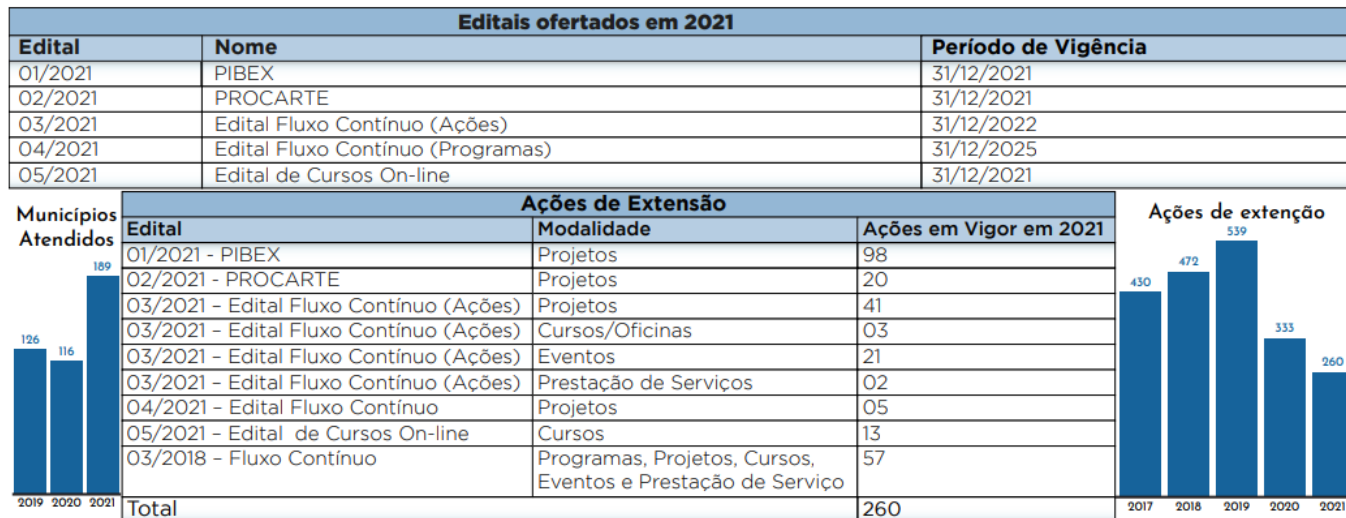 Editais ofertados em 2021
Edital Nome Período de Vigência
01/2021 PIBEX 31/12/2021
02/2021 PROCARTE 31/12/2021
03/2021 Edital Fluxo Contínuo (Ações) 31/12/2022
04/2021 Edital Fluxo Contínuo (Programas) 31/12/2025
05/2021 Edital de Cursos On-line 31/12/2021
Municípios
Atendidos
189
126
116
2019 2020 2021
Ações de Extensão
Edital Modalidade Ações em Vigor em 2021
01/2021 - PIBEX Projetos 98
02/2021 - PROCARTE Projetos 20
03/2021 – Edital Fluxo Contínuo (Ações) Projetos 41
03/2021 – Edital Fluxo Contínuo (Ações) Cursos/Oficinas 03
03/2021 – Edital Fluxo Contínuo (Ações) Eventos 21
03/2021 – Edital Fluxo Contínuo (Ações) Prestação de Serviços 02
04/2021 – Edital Fluxo Contínuo Projetos 05
05/2021 – Edital de Cursos On-line Cursos 13
03/2018 – Fluxo Contínuo Programas, Projetos, Cursos, 57
Eventos e Prestação de Serviço
Total 260
Ações de extenção
539
472
430
333
260
2017 2018 2019 2020 2021